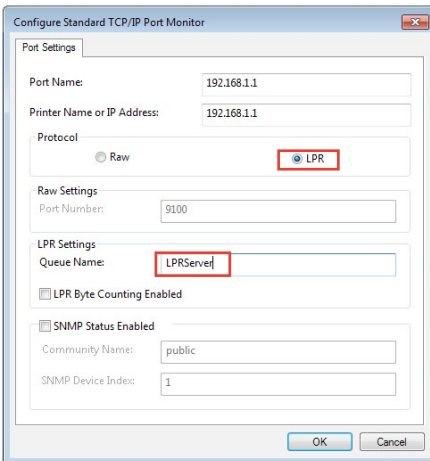 Configure Standard TCP/IP Port Monitor
Port Settings
Port Name: 192.168.1.1
Printer Name or IP Address: 192.168.1.1
Protocol
Raw LPR
Raw Settings
Port Number: 9100
LPR Settings
Queue Name: LPRServer
LPR Byte Counting Enabled
SNMP Status Enabled
Community Name: public
SNMP Device Index: 1
OK Cancel